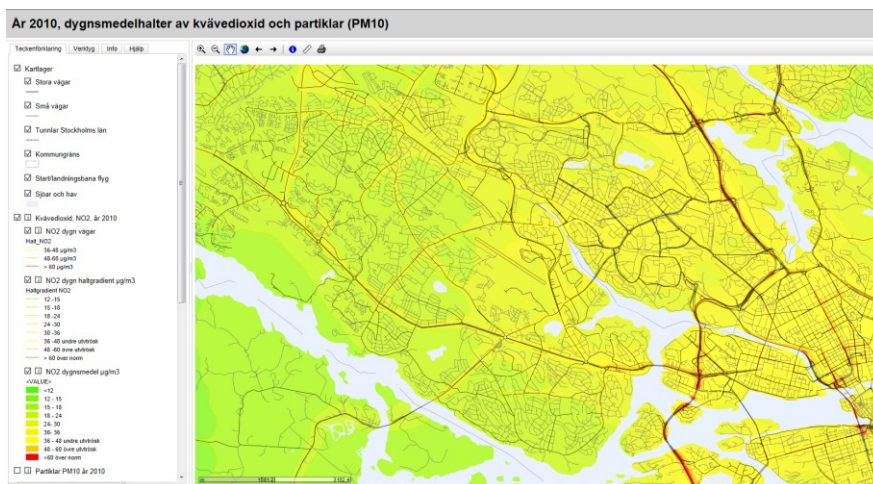 År 2010, dygnsmedelhalter av kvävedioxid och partiklar (PM10)
Teckenförklaring Verktyg Info Hjälp
Kartlager
Stora vägar
Små vägar
Tunnlar Stockholms län
Kommungräns
Start/landningsbana flyg
Sjöar och hav
Kvävedioxid, NO2, år 2010
NO2 dygn vägar
Halt_NO2
36-48 µg/m3
48-60 µg/m3
> 60 µg/m3
NO2 dygn haltgradient µg/m3
Haltgradient NO2
12 - 15
15 - 18
18 - 24
24 - 30
30 - 36
36 - 48 undre utvtrösk
48 - 60 övre utvtrösk
> 60 över norm
NO2 dygnsmedel µg/m3
<VALUE>
<12
12 - 15
15 - 18
18 - 24
24- 30
30- 36
36 - 48 undre utvtrösk
48 - 60 övre utvtrösk
>60 över norm
Partiklar PM10 år 2010